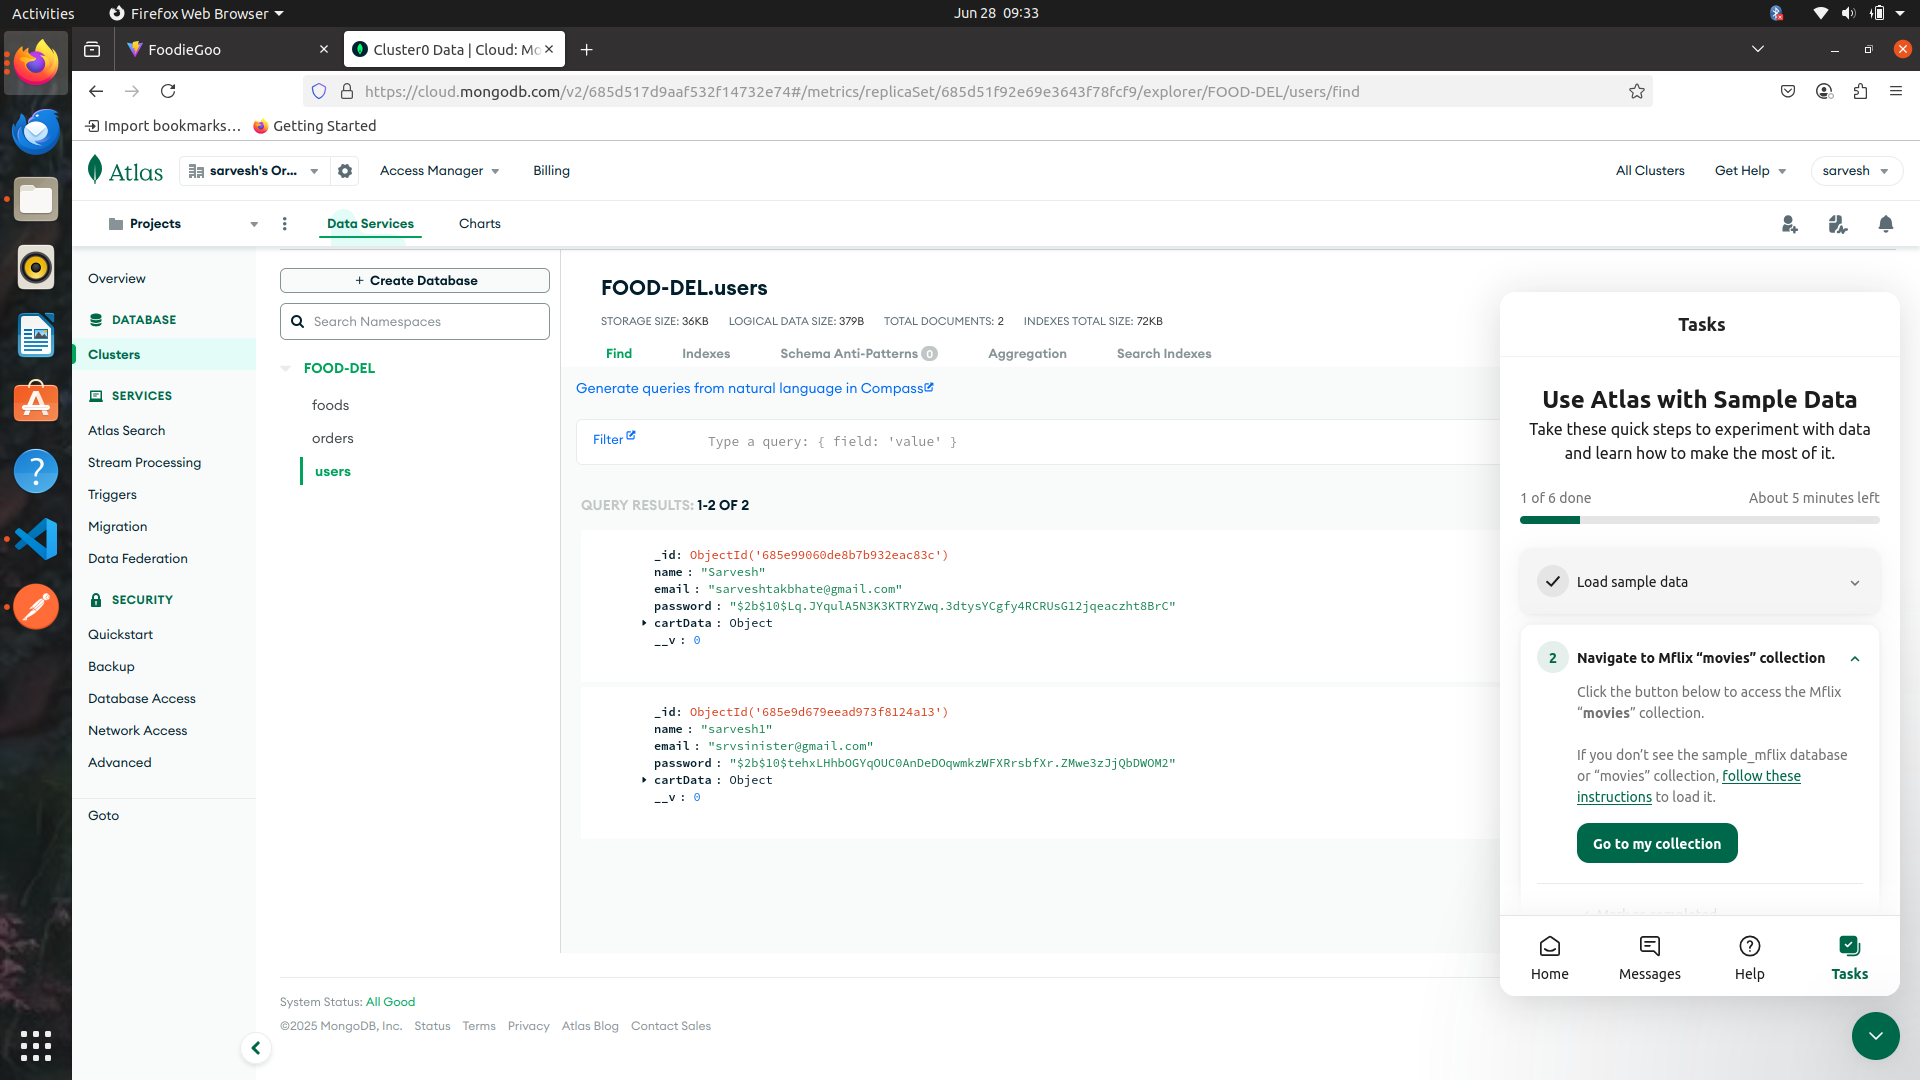 Activities
Firefox Web Browser
Jun 28 09:33
FoodieGoo
Cluster0 Data | Cloud: Mo
https://cloud.mongodb.com/v2/685d517d9aaf532f14732e74#/metrics/replicaSet/685d51f92e69e3643f78fcf9/explorer/FOOD-DEL/users/find
Import bookmarks...
Getting Started
Atlas
sarvesh's Or...
Access Manager
Billing
All Clusters
Get Help
sarvesh
Projects
Data Services
Charts
Overview
DATABASE
Clusters
SERVICES
Atlas Search
Stream Processing
Triggers
Migration
Data Federation
SECURITY
Quickstart
Backup
Database Access
Network Access
Advanced
Goto
+ Create Database
Search Namespaces
FOOD-DEL
foods
orders
users
FOOD-DEL.users
STORAGE SIZE: 36KB LOGICAL DATA SIZE: 379B TOTAL DOCUMENTS: 2 INDEXES TOTAL SIZE: 72KB
Find Indexes Schema Anti-Patterns 0 Aggregation Search Indexes
Generate queries from natural language in Compass
Filter
Type a query: { field: 'value' }
QUERY RESULTS: 1-2 OF 2
_id: ObjectId('685e99060de8b7b932eac83c')
name : "Sarvesh"
email : "sarveshtakbhate@gmail.com"
password : "$2b$10$Lq.JYqulA5N3K3KTRYZwq.3dtysYCgfy4RCRUsG12jqeaczht8BrC"
cartData : Object
__v : 0
_id: ObjectId('685e9d679eead973f8124a13')
name : "sarvesh1"
email : "srvsinister@gmail.com"
password : "$2b$10$tehxLHhbOGYqOUC0AnDeDOqwmkzWFXRrsbfXr.ZMwe3zJjQbDWOM2"
cartData : Object
__v : 0
System Status: All Good
©2025 MongoDB, Inc. Status Terms Privacy Atlas Blog Contact Sales
Tasks
Use Atlas with Sample Data
Take these quick steps to experiment with data
and learn how to make the most of it.
1 of 6 done
About 5 minutes left
Load sample data
2
Navigate to Mflix “movies” collection
Click the button below to access the Mflix
“movies” collection.
If you don’t see the sample_mflix database
or “movies” collection, follow these
instructions to load it.
Go to my collection
Mark as completed
Home
Messages
Help
Tasks